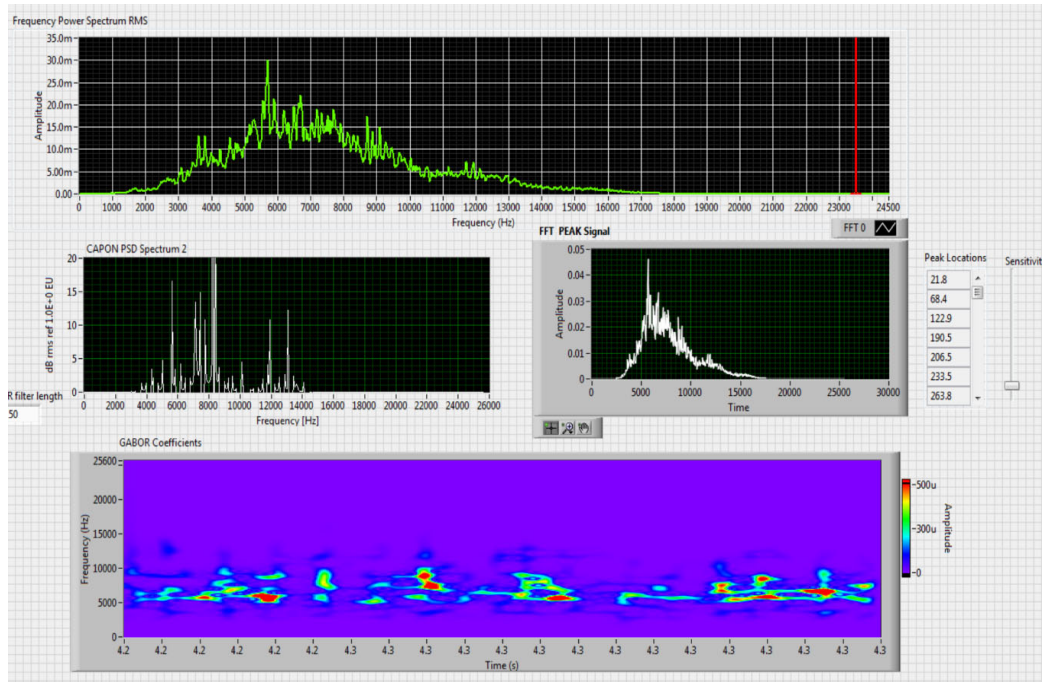 Frequency Power Spectrum RMS
35.0m
30.0m
25.0m
20.0m
15.0m
10.0m
5.00m
0.00
Amplitude
0 1000 2000 3000 4000 5000 6000 7000 8000 9000 10000 11000 12000 13000 14000 15000 16000 17000 18000 19000 20000 21000 22000 23000 24500
Frequency (Hz)
CAPON PSD Spectrum 2
20
15
10
5
0
dB rms ref 1.0E+0 EU
0 2000 4000 6000 8000 10000 12000 14000 16000 18000 20000 22000 24000 26000
Frequency [Hz]
R filter length
50
FFT PEAK Signal
FFT 0
0.05
0.04
0.03
0.02
0.01
0
Amplitude
0 5000 10000 15000 20000 25000 30000
Time
Peak Locations
21.8
68.4
122.9
190.5
206.5
233.5
263.8
Sensitivit
GABOR Coefficients
25600
20000
15000
10000
5000
0
Frequency (Hz)
4.2 4.2 4.2 4.2 4.2 4.2 4.3 4.3 4.3 4.3 4.3 4.3 4.3 4.3 4.3 4.3 4.3 4.3 4.3 4.3 4.3
Time (s)
500u
300u
0
Amplitude